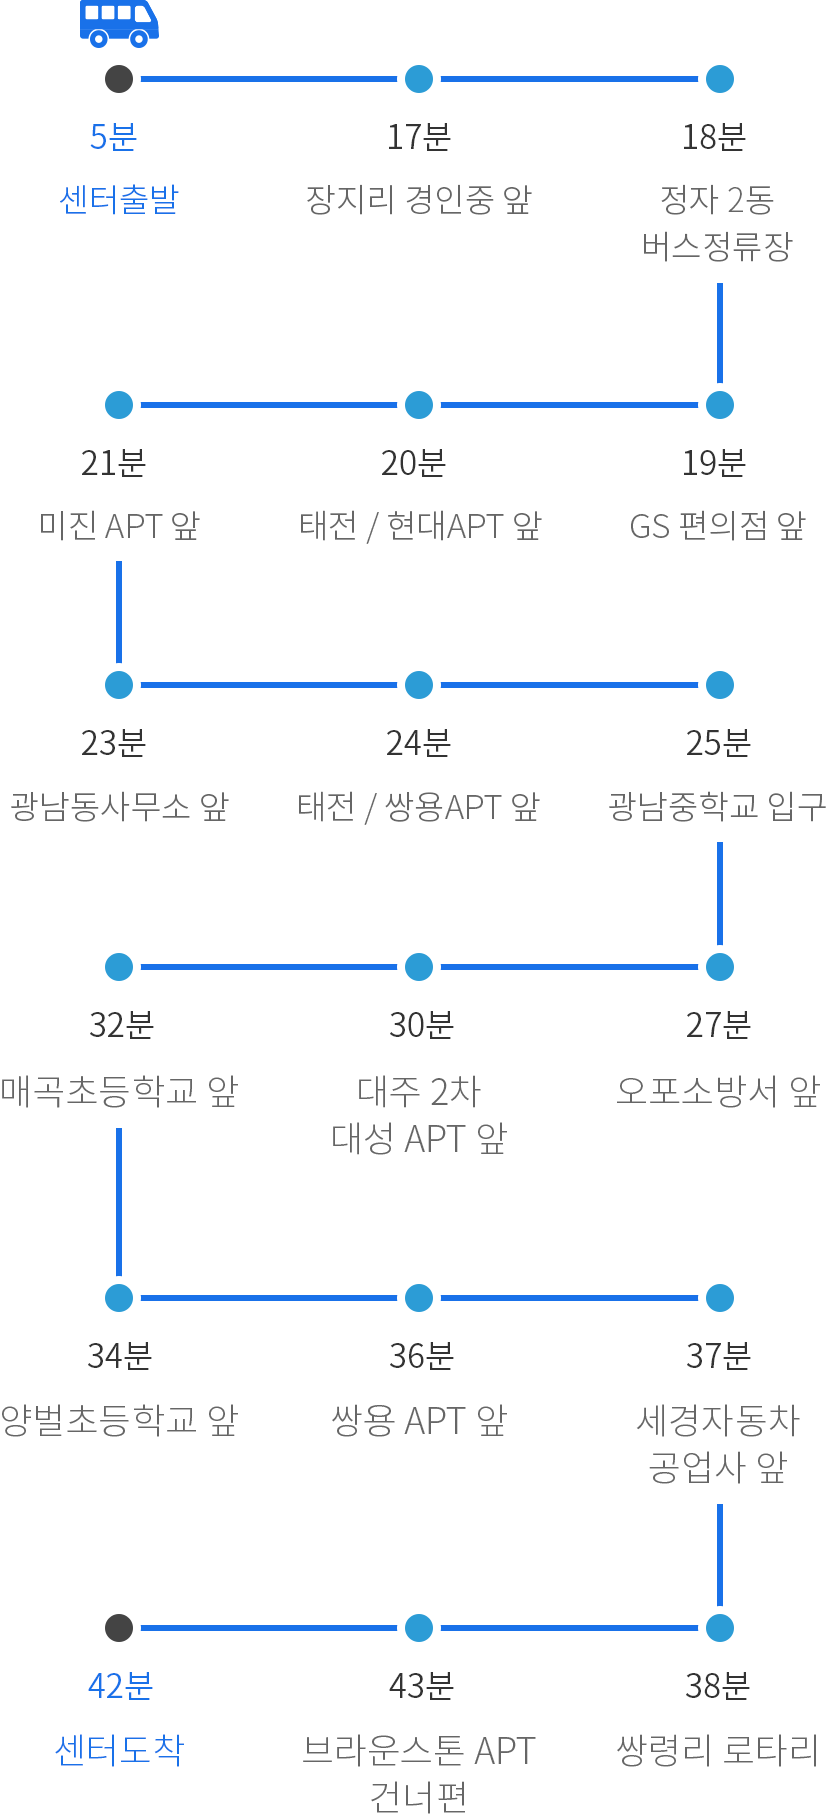 5분
17분
18분
센터출발
장지리 경인중 앞
정자 2동
버스정류장
21분
20분
19분
미진 APT 앞
태전 / 현대APT 앞
GS 편의점 앞
23분
24분
25분
광남동사무소 앞
태전 / 쌍용APT 앞
광남중학교 입구
32분
30분
27분
매곡초등학교 앞
대주 2차
대성 APT 앞
오포소방서 앞
34분
36분
37분
양벌초등학교 앞
쌍용 APT 앞
세경자동차
공업사 앞
42분
43분
38분
센터도착
브라운스톤 APT
건너편
쌍령리 로타리